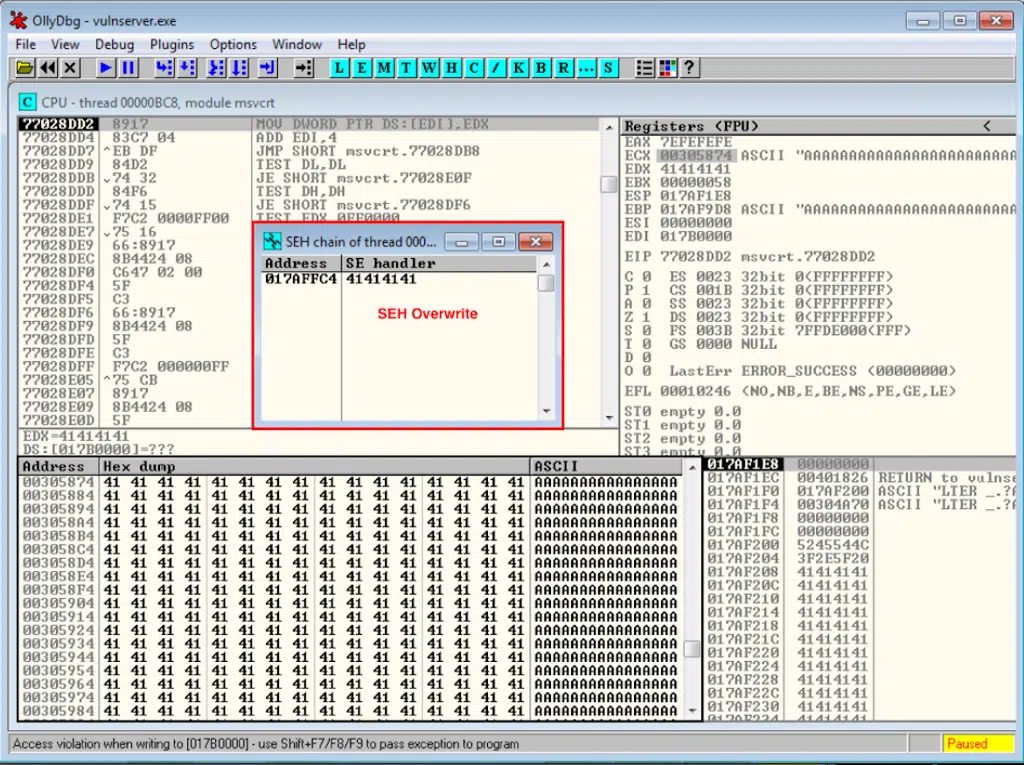 OllyDbg - vulnserver.exe
File View Debug Plugins Options Window Help
L E M T W H C / K B R ... S ?
C CPU - thread 00000BC8, module msvcrt
77028DD2 8917 MOV DWORD PTR DS:[EDI],EDX
77028DD4 83C7 04 ADD EDI,4
77028DD7 ^EB DF JMP SHORT msvcrt.77028DB8
77028DD9 84D2 TEST DL,DL
77028DDB ⌄74 32 JE SHORT msvcrt.77028E0F
77028DDD 84F6 TEST DH,DH
77028DDF ⌄74 15 JE SHORT msvcrt.77028DF6
77028DE1 F7C2 0000FF00 TEST EDX,0FF0000
77028DE7 ⌄75 16
77028DE9 66:8917
77028DEC 8B4424 08
77028DF0 C647 02 00
77028DF4 5F
77028DF5 C3
77028DF6 66:8917
77028DF9 8B4424 08
77028DFD 5F
77028DFE C3
77028DFF F7C2 000000FF
77028E05 ^75 CB
77028E07 8917
77028E09 8B4424 08
77028E0D 5F
EDX=41414141
DS:[017B0000]=???
SEH chain of thread 000...
Address SE handler
017AFFC4 41414141
SEH Overwrite
Registers (FPU) <
EAX 7EFEFEFE
ECX 00305874 ASCII "AAAAAAAAAAAAAAAAAAAAAAAA
EDX 41414141
EBX 00000058
ESP 017AF1E8
EBP 017AF9D8 ASCII "AAAAAAAAAAAAAAAAAAAAAAAA
ESI 00000000
EDI 017B0000
EIP 77028DD2 msvcrt.77028DD2
C 0 ES 0023 32bit 0(FFFFFFFF)
P 1 CS 001B 32bit 0(FFFFFFFF)
A 0 SS 0023 32bit 0(FFFFFFFF)
Z 1 DS 0023 32bit 0(FFFFFFFF)
S 0 FS 003B 32bit 7FFDE000(FFF)
T 0 GS 0000 NULL
D 0
O 0 LastErr ERROR_SUCCESS (00000000)
EFL 00010246 (NO,NB,E,BE,NS,PE,GE,LE)
ST0 empty 0.0
ST1 empty 0.0
ST2 empty 0.0
ST3 empty 0.0
Address Hex dump ASCII
00305874 41 41 41 41 41 41 41 41 41 41 41 41 41 41 41 41 AAAAAAAAAAAAAAAA
00305884 41 41 41 41 41 41 41 41 41 41 41 41 41 41 41 41 AAAAAAAAAAAAAAAA
00305894 41 41 41 41 41 41 41 41 41 41 41 41 41 41 41 41 AAAAAAAAAAAAAAAA
003058A4 41 41 41 41 41 41 41 41 41 41 41 41 41 41 41 41 AAAAAAAAAAAAAAAA
003058B4 41 41 41 41 41 41 41 41 41 41 41 41 41 41 41 41 AAAAAAAAAAAAAAAA
003058C4 41 41 41 41 41 41 41 41 41 41 41 41 41 41 41 41 AAAAAAAAAAAAAAAA
003058D4 41 41 41 41 41 41 41 41 41 41 41 41 41 41 41 41 AAAAAAAAAAAAAAAA
003058E4 41 41 41 41 41 41 41 41 41 41 41 41 41 41 41 41 AAAAAAAAAAAAAAAA
003058F4 41 41 41 41 41 41 41 41 41 41 41 41 41 41 41 41 AAAAAAAAAAAAAAAA
00305904 41 41 41 41 41 41 41 41 41 41 41 41 41 41 41 41 AAAAAAAAAAAAAAAA
00305914 41 41 41 41 41 41 41 41 41 41 41 41 41 41 41 41 AAAAAAAAAAAAAAAA
00305924 41 41 41 41 41 41 41 41 41 41 41 41 41 41 41 41 AAAAAAAAAAAAAAAA
00305934 41 41 41 41 41 41 41 41 41 41 41 41 41 41 41 41 AAAAAAAAAAAAAAAA
00305944 41 41 41 41 41 41 41 41 41 41 41 41 41 41 41 41 AAAAAAAAAAAAAAAA
00305954 41 41 41 41 41 41 41 41 41 41 41 41 41 41 41 41 AAAAAAAAAAAAAAAA
00305964 41 41 41 41 41 41 41 41 41 41 41 41 41 41 41 41 AAAAAAAAAAAAAAAA
00305974 41 41 41 41 41 41 41 41 41 41 41 41 41 41 41 41 AAAAAAAAAAAAAAAA
00305984 41 41 41 41 41 41 41 41 41 41 41 41 41 41 41 41 AAAAAAAAAAAAAAAA
017AF1E8 00000000
017AF1EC 00401826 RETURN to vulnse
017AF1F0 017AF200 ASCII "LTER _.?A
017AF1F4 00304A70 ASCII "LTER _.?A
017AF1F8 00000000
017AF1FC 00000000
017AF200 5245544C
017AF204 3F2E5F20
017AF208 41414141
017AF20C 41414141
017AF210 41414141
017AF214 41414141
017AF218 41414141
017AF21C 41414141
017AF220 41414141
017AF224 41414141
017AF228 41414141
017AF22C 41414141
017AF230 41414141
017AF234 41414141
Access violation when writing to [017B0000] - use Shift+F7/F8/F9 to pass exception to program
Paused